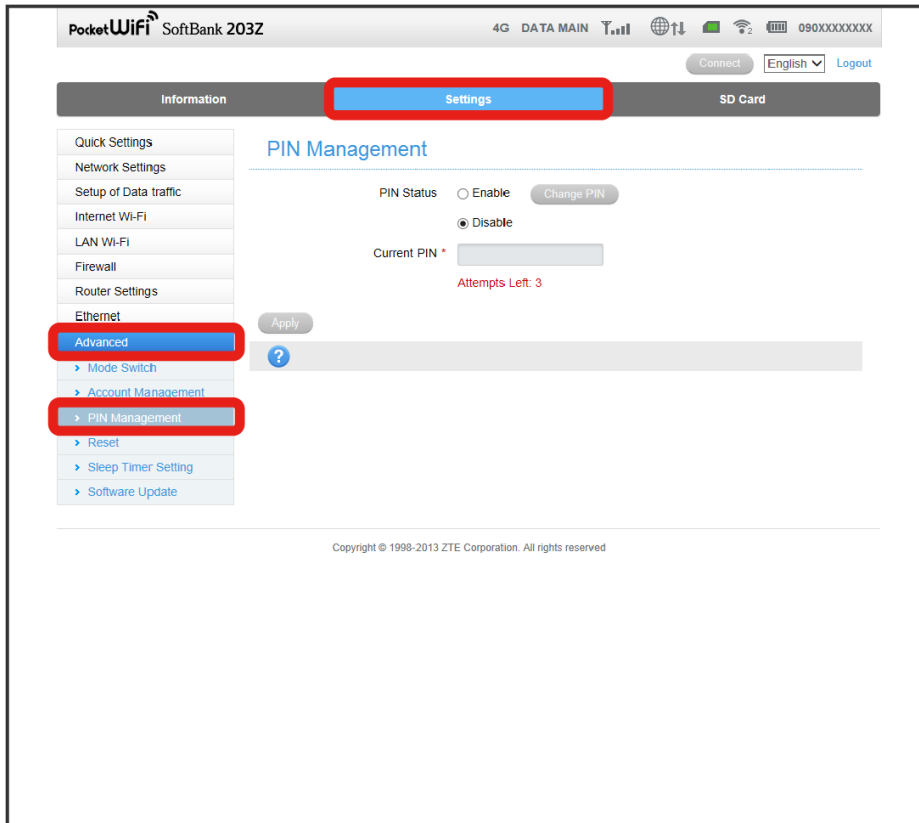 PocketWiFi SoftBank 203Z 4G DATA MAIN 2 090XXXXXXXX
Connect English Logout
Information Settings SD Card
Quick Settings
PIN Management
Network Settings
Setup of Data traffic
PIN Status Enable Change PIN
Internet Wi-Fi
Disable
LAN Wi-Fi
Current PIN *
Firewall
Attempts Left: 3
Router Settings
Ethernet
Apply
Advanced
?
› Mode Switch
› Account Management
› PIN Management
› Reset
› Sleep Timer Setting
› Software Update
Copyright © 1998-2013 ZTE Corporation. All rights reserved